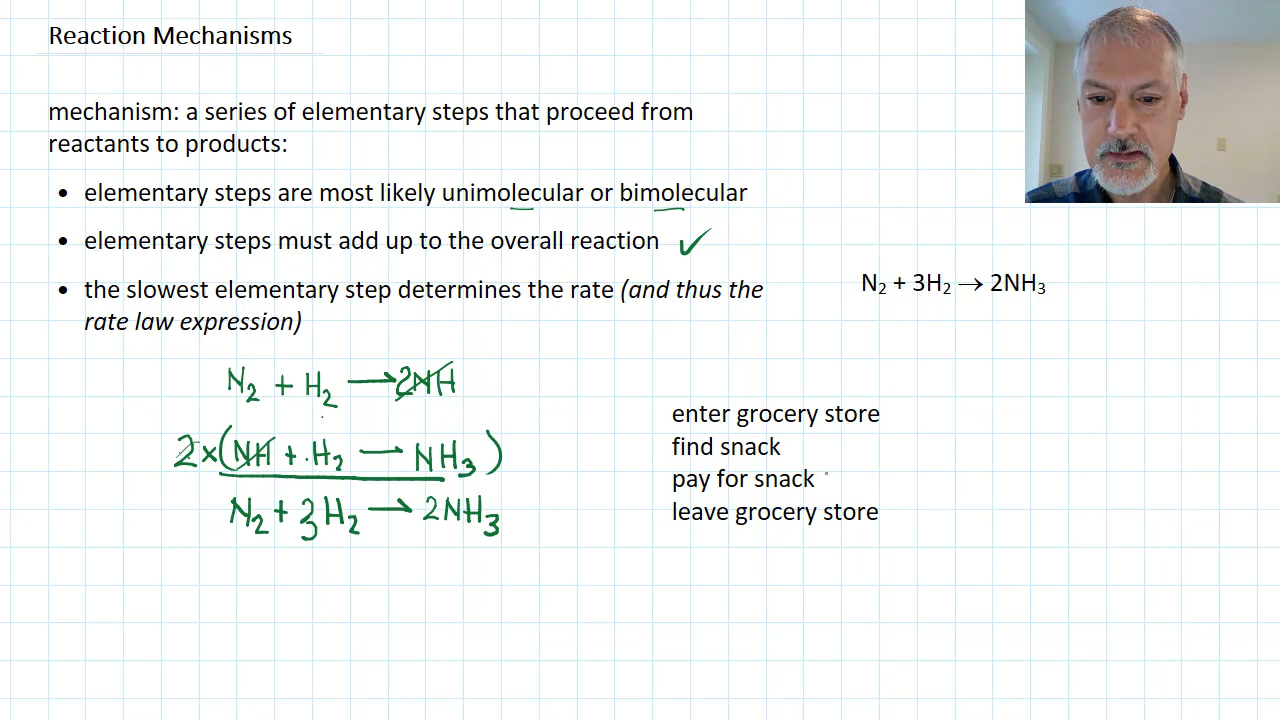 Reaction Mechanisms
mechanism: a series of elementary steps that proceed from
reactants to products:
• elementary steps are most likely unimolecular or bimolecular
• elementary steps must add up to the overall reaction ✓
• the slowest elementary step determines the rate (and thus the
rate law expression)
N₂ + 3H₂ → 2NH₃
N₂ + H₂ → 2NH
2×(NH + H₂ → NH₃)
N₂ + 3H₂ → 2NH₃
enter grocery store
find snack
pay for snack
leave grocery store